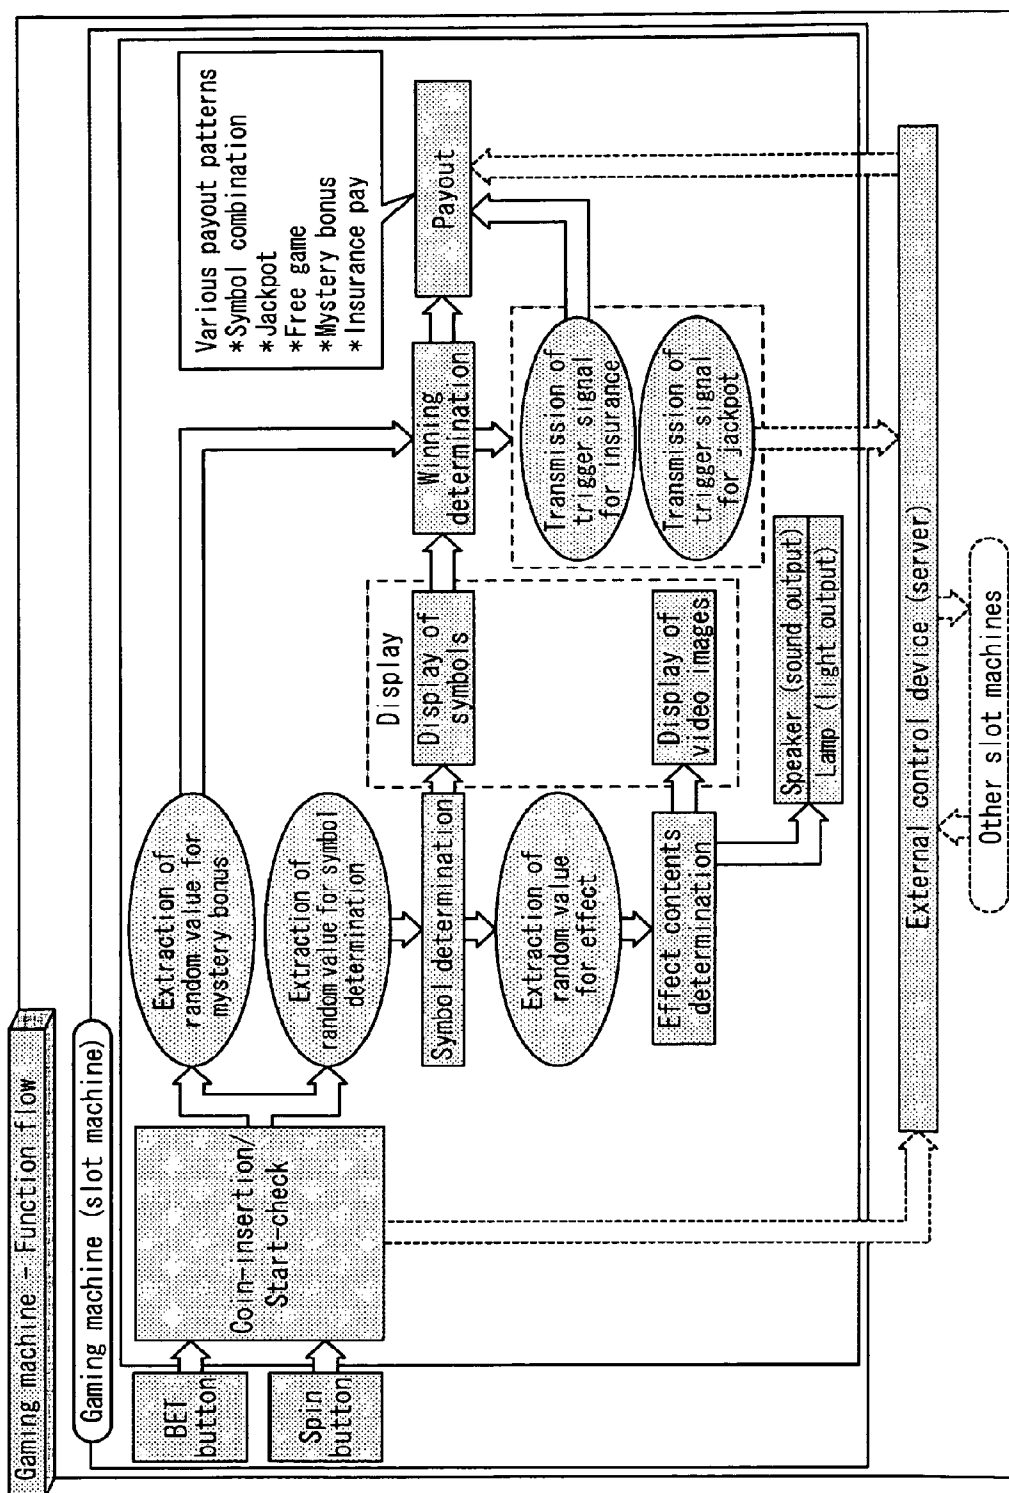 Gaming machine – Function flow
Gaming machine (slot machine)
BET
button
Spin
button
Coin-insertion/
Start-check
Extraction of
random value for
mystery bonus
Extraction of
random value for symbol
determination
Symbol determination
Extraction of
random value
for effect
Effect contents
determination
Display
Display of
symbols
Display of
video images
Speaker (sound output)
Lamp (light output)
Winning
determination
Transmission of
trigger signal
for insurance
Transmission of
trigger signal
for jackpot
Payout
Various payout patterns
*Symbol combination
*Jackpot
*Free game
*Mystery bonus
*Insurance pay
External control device (server)
Other slot machines